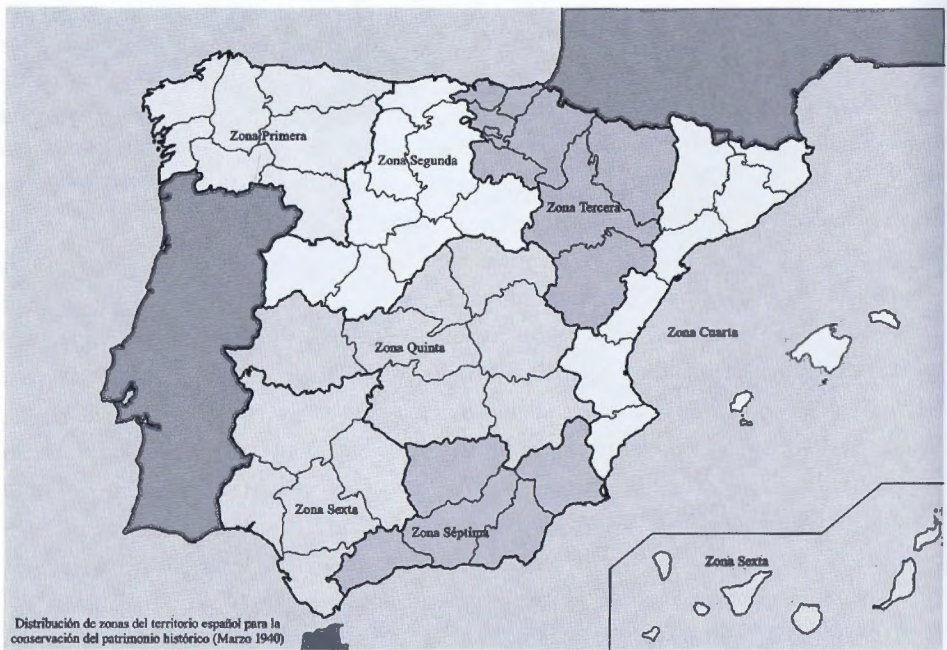 Zona Primera
Zona Segunda
Zona Tercera
Zona Cuarta
Zona Quinta
Zona Sexta
Zona Séptima
Zona Sexta
Distribución de zonas del territorio español para la
conservación del patrimonio histórico (Marzo 1940)